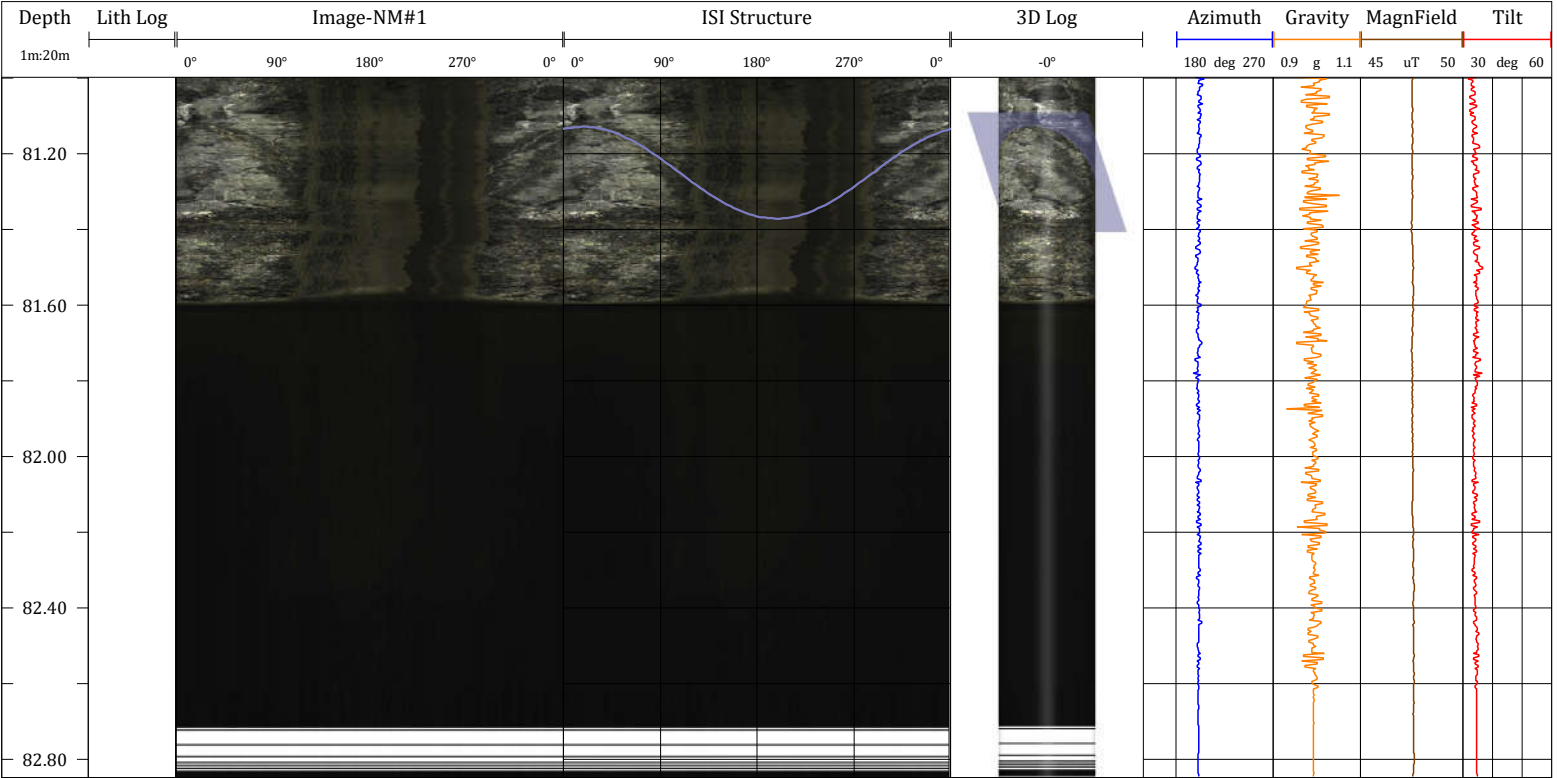 Depth Lith Log Image-NM#1 ISI Structure 3D Log Azimuth Gravity MagnField Tilt
1m:20m 0° 90° 180° 270° 0° 0° 90° 180° 270° 0° -0° 180 deg 270 0.9 g 1.1 45 uT 50 30 deg 60
81.20
81.60
82.00
82.40
82.80